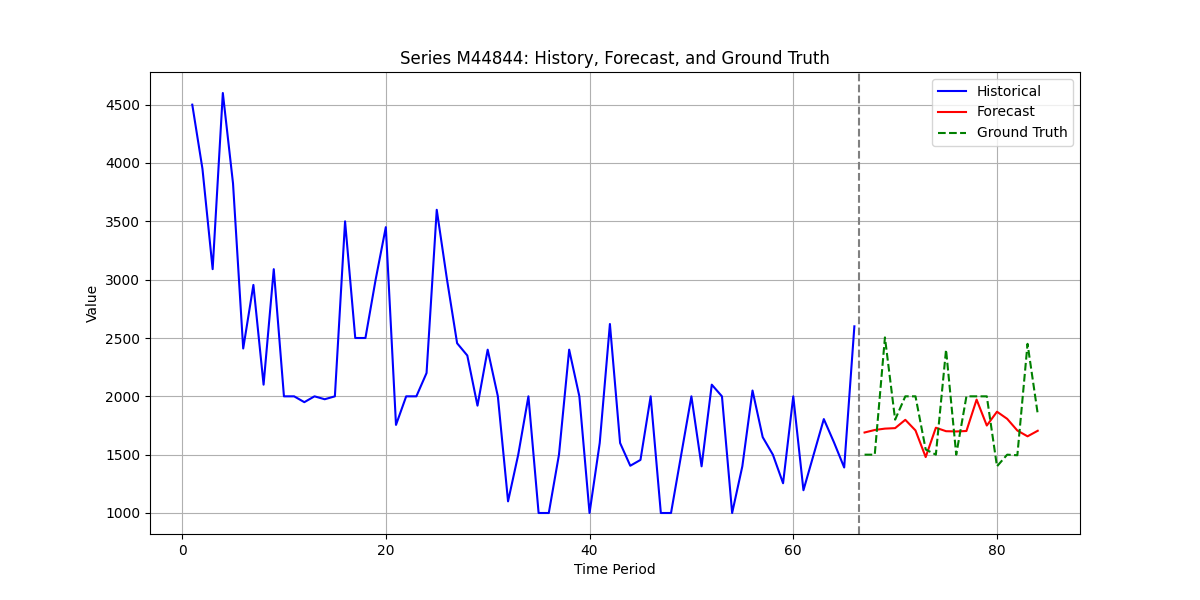 Series M44844: History, Forecast, and Ground Truth
Historical
Forecast
Ground Truth
4500
4000
3500
3000
2500
2000
1500
1000
Value
0
20
40
60
80
Time Period